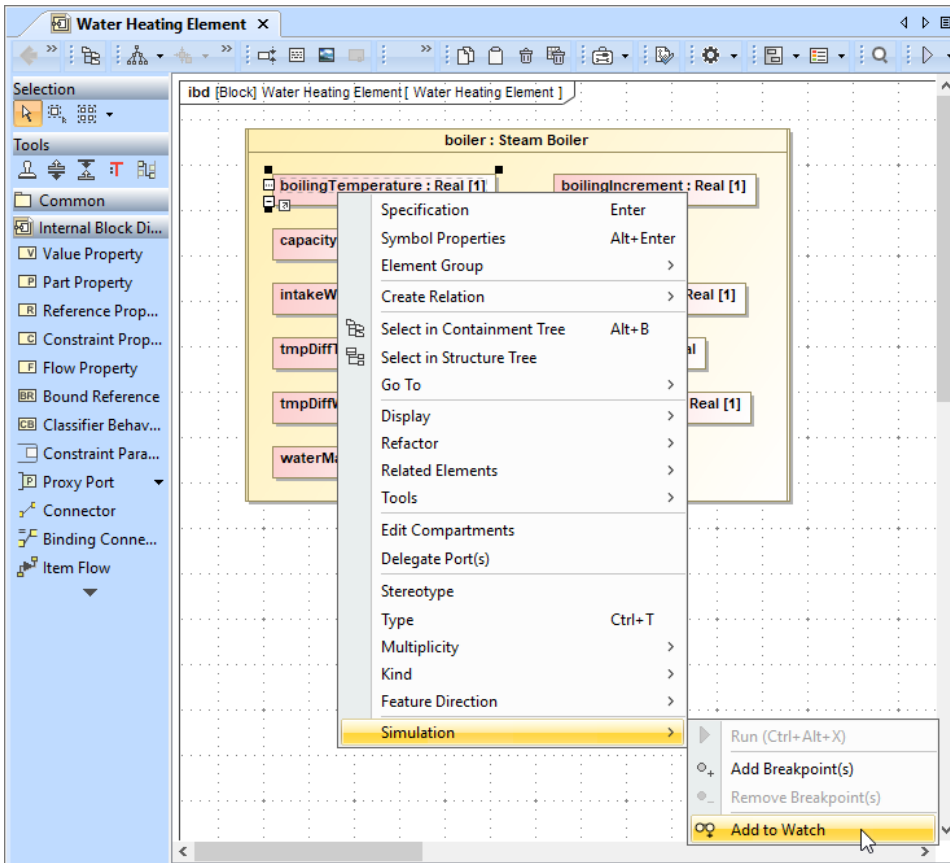 Water Heating Element
Selection
Tools
Common
Internal Block Di...
Value Property
Part Property
Reference Prop...
Constraint Prop...
Flow Property
Bound Reference
Classifier Behav...
Constraint Para...
Proxy Port
Connector
Binding Conne...
Item Flow
ibd [Block] Water Heating Element [ Water Heating Element ]
boiler : Steam Boiler
boilingTemperature : Real [1]
boilingIncrement : Real [1]
capacity
intakeW
Real [1]
tmpDiffT
al
tmpDiffW
Real [1]
waterMa
Specification Enter
Symbol Properties Alt+Enter
Element Group
Create Relation
Select in Containment Tree Alt+B
Select in Structure Tree
Go To
Display
Refactor
Related Elements
Tools
Edit Compartments
Delegate Port(s)
Stereotype
Type Ctrl+T
Multiplicity
Kind
Feature Direction
Simulation
Run (Ctrl+Alt+X)
Add Breakpoint(s)
Remove Breakpoint(s)
Add to Watch